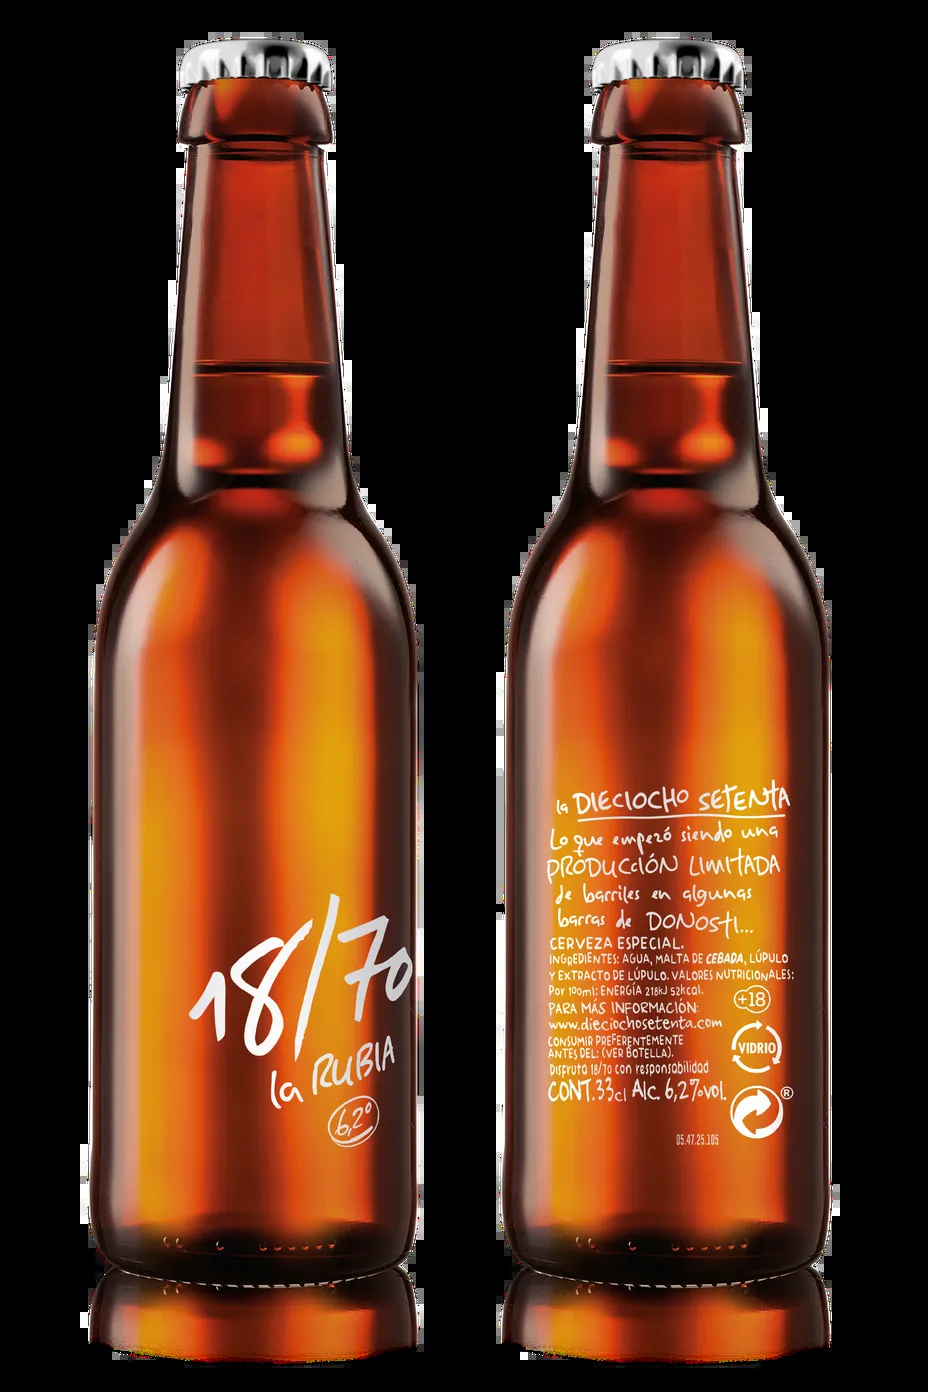 18/70
la RUBIA
6,2º
la DIECIOCHO SETENTA
Lo que empezó siendo una
PRODUCCIÓN LIMITADA
de barriles en algunas
barras de DONOSTI...
CERVEZA ESPECIAL.
INGREDIENTES: AGUA, MALTA DE CEBADA, LÚPULO
Y EXTRACTO DE LÚPULO. VALORES NUTRICIONALES:
Por 100ml: ENERGÍA 218kJ 52kcal.
+18
PARA MÁS INFORMACIÓN:
www.dieciochosetenta.com
CONSUMIR PREFERENTEMENTE
ANTES DEL: (VER BOTELLA).
VIDRIO
Disfruta 18/70 con responsabilidad
CONT. 33cl Alc. 6,2%vol.
®
05.47.25.105